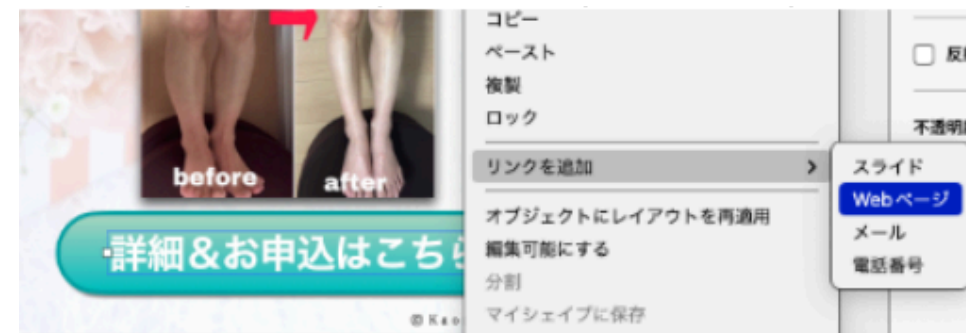 コピー
ペースト
複製
ロック
リンクを追加
オブジェクトにレイアウトを再適用
編集可能にする
分割
マイシェイプに保存
スライド
Webページ
メール
電話番号
不透明
before
after
詳細&お申込はこち